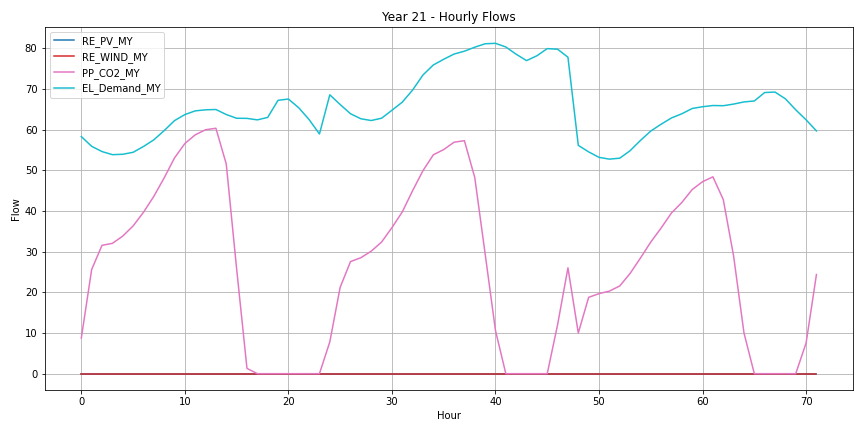 Year 21 - Hourly Flows
RE_PV_MY
RE_WIND_MY
PP_CO2_MY
EL_Demand_MY
80
70
60
50
40
30
20
10
0
Flow
0 10 20 30 40 50 60 70
Hour